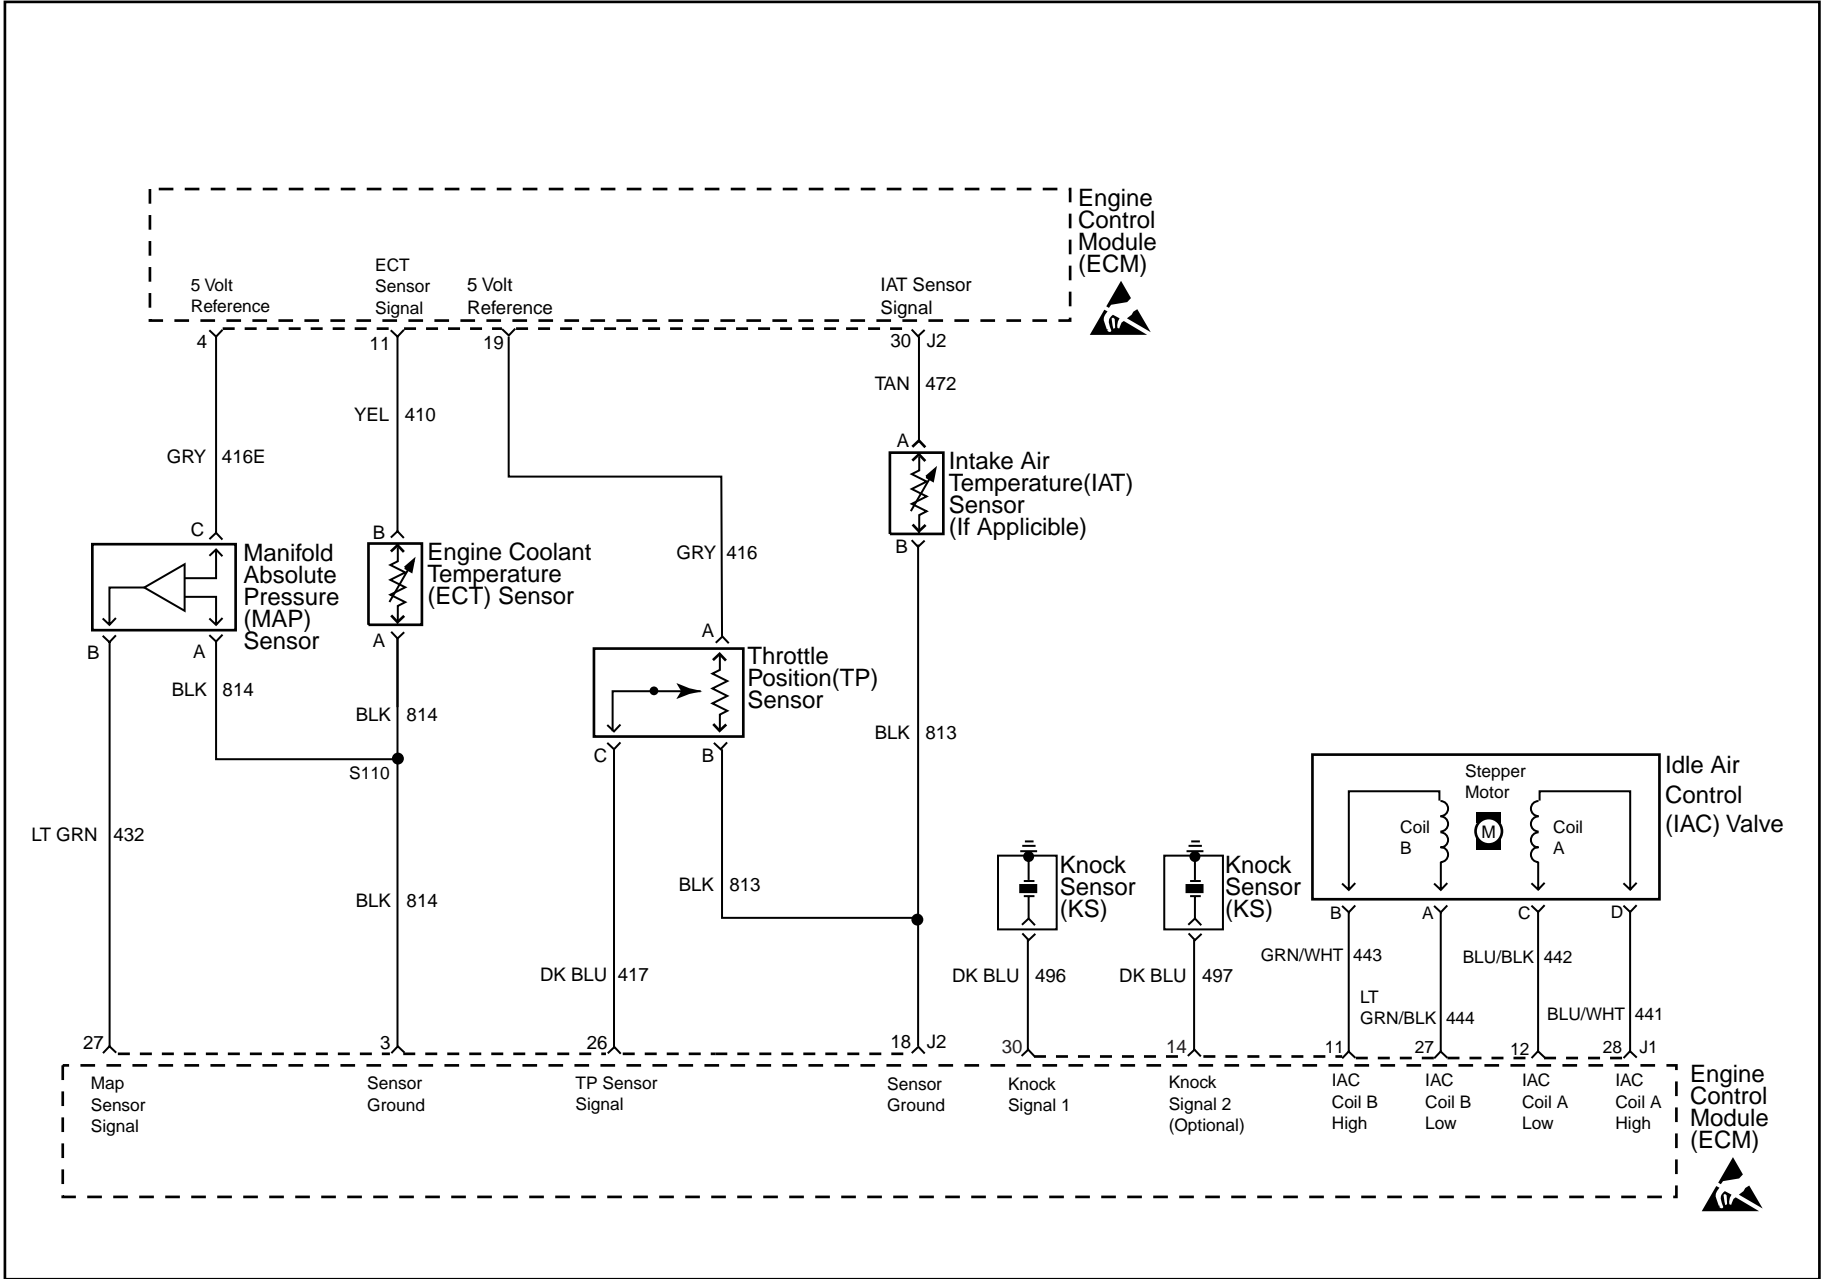 Engine
Control
Module
(ECM)
5 Volt
Reference
ECT
Sensor
Signal
5 Volt
Reference
IAT Sensor
Signal
4
11
19
30 J2
TAN 472
YEL 410
GRY 416E
A
Intake Air
Temperature(IAT)
Sensor
(If Applicible)
B
C
Manifold
Absolute
Pressure
(MAP)
Sensor
B
A
B
Engine Coolant
Temperature
(ECT) Sensor
A
GRY 416
A
Throttle
Position(TP)
Sensor
C
B
BLK 814
BLK 814
S110
BLK 813
LT GRN 432
BLK 814
BLK 813
DK BLU 417
Knock
Sensor
(KS)
Knock
Sensor
(KS)
DK BLU 496
DK BLU 497
Stepper
Motor
Coil
B
M
Coil
A
Idle Air
Control
(IAC) Valve
B
A
C
D
GRN/WHT 443
BLU/BLK 442
LT
GRN/BLK 444
BLU/WHT 441
27
3
26
18 J2
30
14
11
27
12
28 J1
Map
Sensor
Signal
Sensor
Ground
TP Sensor
Signal
Sensor
Ground
Knock
Signal 1
Knock
Signal 2
(Optional)
IAC
Coil B
High
IAC
Coil B
Low
IAC
Coil A
Low
IAC
Coil A
High
Engine
Control
Module
(ECM)